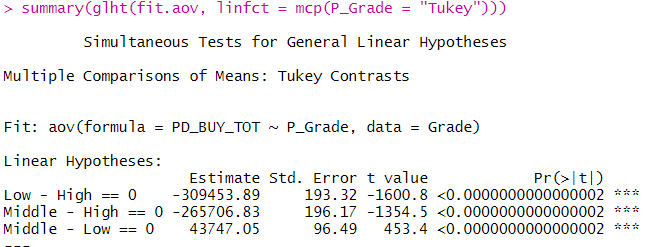 > summary(glht(fit.aov, linfct = mcp(P_Grade = "Tukey")))
Simultaneous Tests for General Linear Hypotheses
Multiple Comparisons of Means: Tukey Contrasts
Fit: aov(formula = PD_BUY_TOT ~ P_Grade, data = Grade)
Linear Hypotheses:
Estimate Std. Error t value Pr(>|t|)
Low - High == 0 -309453.89 193.32 -1600.8 <0.0000000000000002 ***
Middle - High == 0 -265706.83 196.17 -1354.5 <0.0000000000000002 ***
Middle - Low == 0 43747.05 96.49 453.4 <0.0000000000000002 ***
---